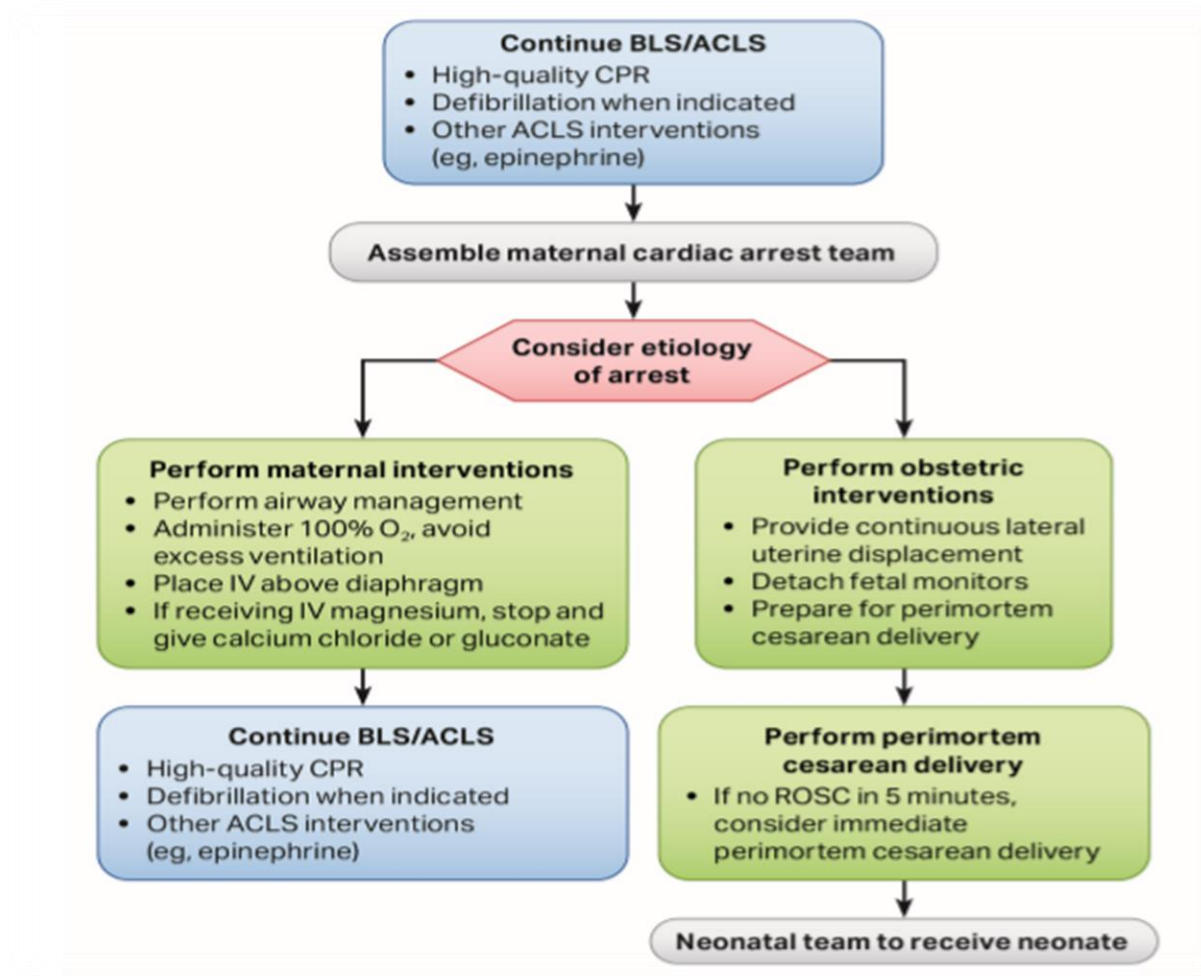 Continue BLS/ACLS
• High-quality CPR
• Defibrillation when indicated
• Other ACLS interventions
(eg, epinephrine)
Assemble maternal cardiac arrest team
Consider etiology
of arrest
Perform maternal interventions
• Perform airway management
• Administer 100% O₂, avoid
excess ventilation
• Place IV above diaphragm
• If receiving IV magnesium, stop and
give calcium chloride or gluconate
Continue BLS/ACLS
• High-quality CPR
• Defibrillation when indicated
• Other ACLS interventions
(eg, epinephrine)
Perform obstetric
interventions
• Provide continuous lateral
uterine displacement
• Detach fetal monitors
• Prepare for perimortem
cesarean delivery
Perform perimortem
cesarean delivery
• If no ROSC in 5 minutes,
consider immediate
perimortem cesarean delivery
Neonatal team to receive neonate